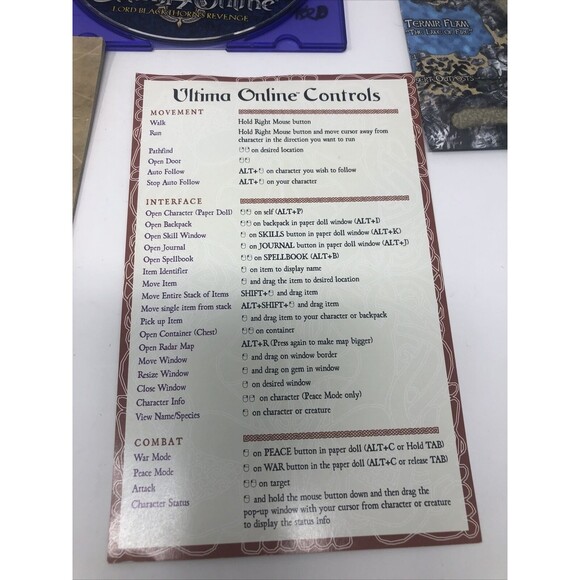 Online
LORD BLACKTHORN'S REVENGE
TERMIR FLAM
~THE LAKE OF FIRE~
Ultima Online Controls
MOVEMENT
Walk Hold Right Mouse button
Run Hold Right Mouse button and move cursor away from
character in the direction you want to run
Pathfind on desired location
Open Door
Auto Follow ALT+ on character you wish to follow
Stop Auto Follow ALT+ on your character
INTERFACE
Open Character (Paper Doll) on self (ALT+P)
Open Backpack on backpack in paper doll window (ALT+I)
Open Skill Window on SKILLS button in paper doll window (ALT+K)
Open Journal on JOURNAL button in paper doll window (ALT+J)
Open Spellbook on SPELLBOOK (ALT+B)
Item Identifier on item to display name
Move Item and drag the item to desired location
Move Entire Stack of Items SHIFT+ and drag item
Move single item from stack ALT+SHIFT+ and drag item
Pick up Item and drag item to your character or backpack
Open Container (Chest) on container
Open Radar Map ALT+R (Press again to make map bigger)
Move Window and drag on window border
Resize Window and drag on gem in window
Close Window on desired window
Character Info on character (Peace Mode only)
View Name/Species on character or creature
COMBAT
War Mode on PEACE button in paper doll (ALT+C or Hold TAB)
Peace Mode on WAR button in the paper doll (ALT+C or release TAB)
Attack on target
Character Status and hold the mouse button down and then drag the
pop-up window with your cursor from character or creature
to display the status info